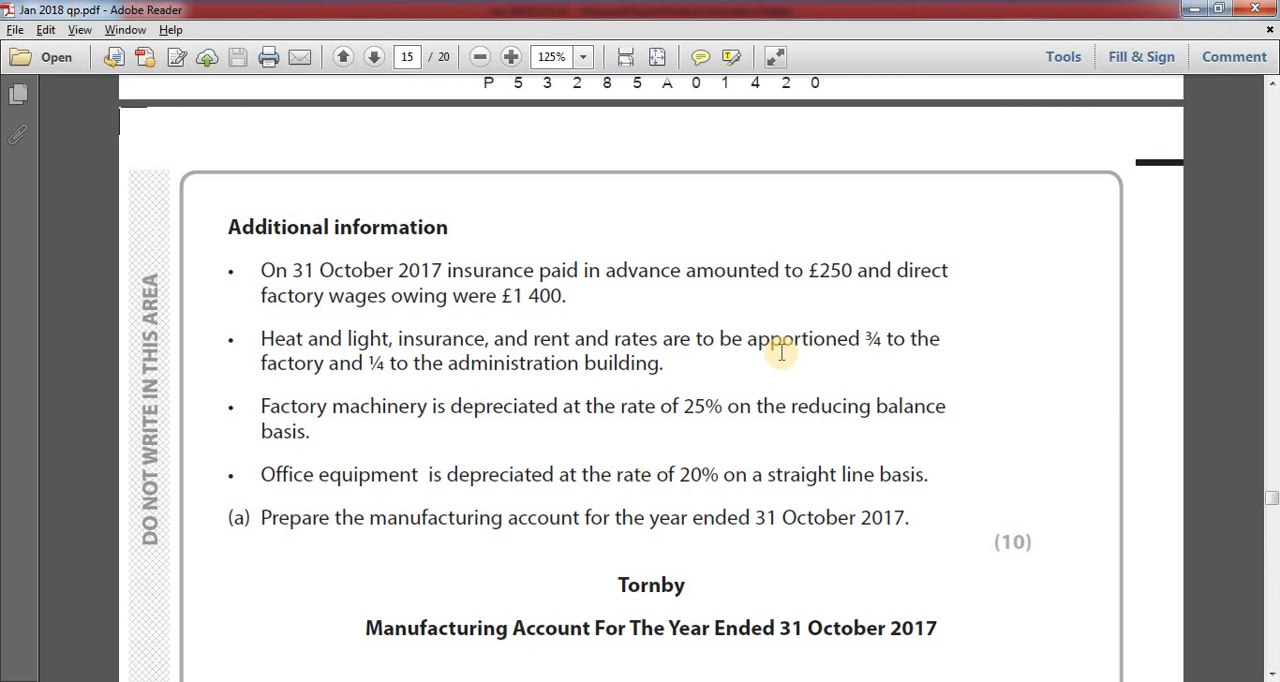 Jan 2018 qp.pdf - Adobe Reader
File Edit View Window Help
Open 15 / 20 125% Tools Fill & Sign Comment
P 5 3 2 8 5 A 0 1 4 2 0
DO NOT WRITE IN THIS AREA
Additional information
• On 31 October 2017 insurance paid in advance amounted to £250 and direct
factory wages owing were £1 400.
• Heat and light, insurance, and rent and rates are to be apportioned ¾ to the
factory and ¼ to the administration building.
• Factory machinery is depreciated at the rate of 25% on the reducing balance
basis.
• Office equipment is depreciated at the rate of 20% on a straight line basis.
(a) Prepare the manufacturing account for the year ended 31 October 2017.
(10)
Tornby
Manufacturing Account For The Year Ended 31 October 2017